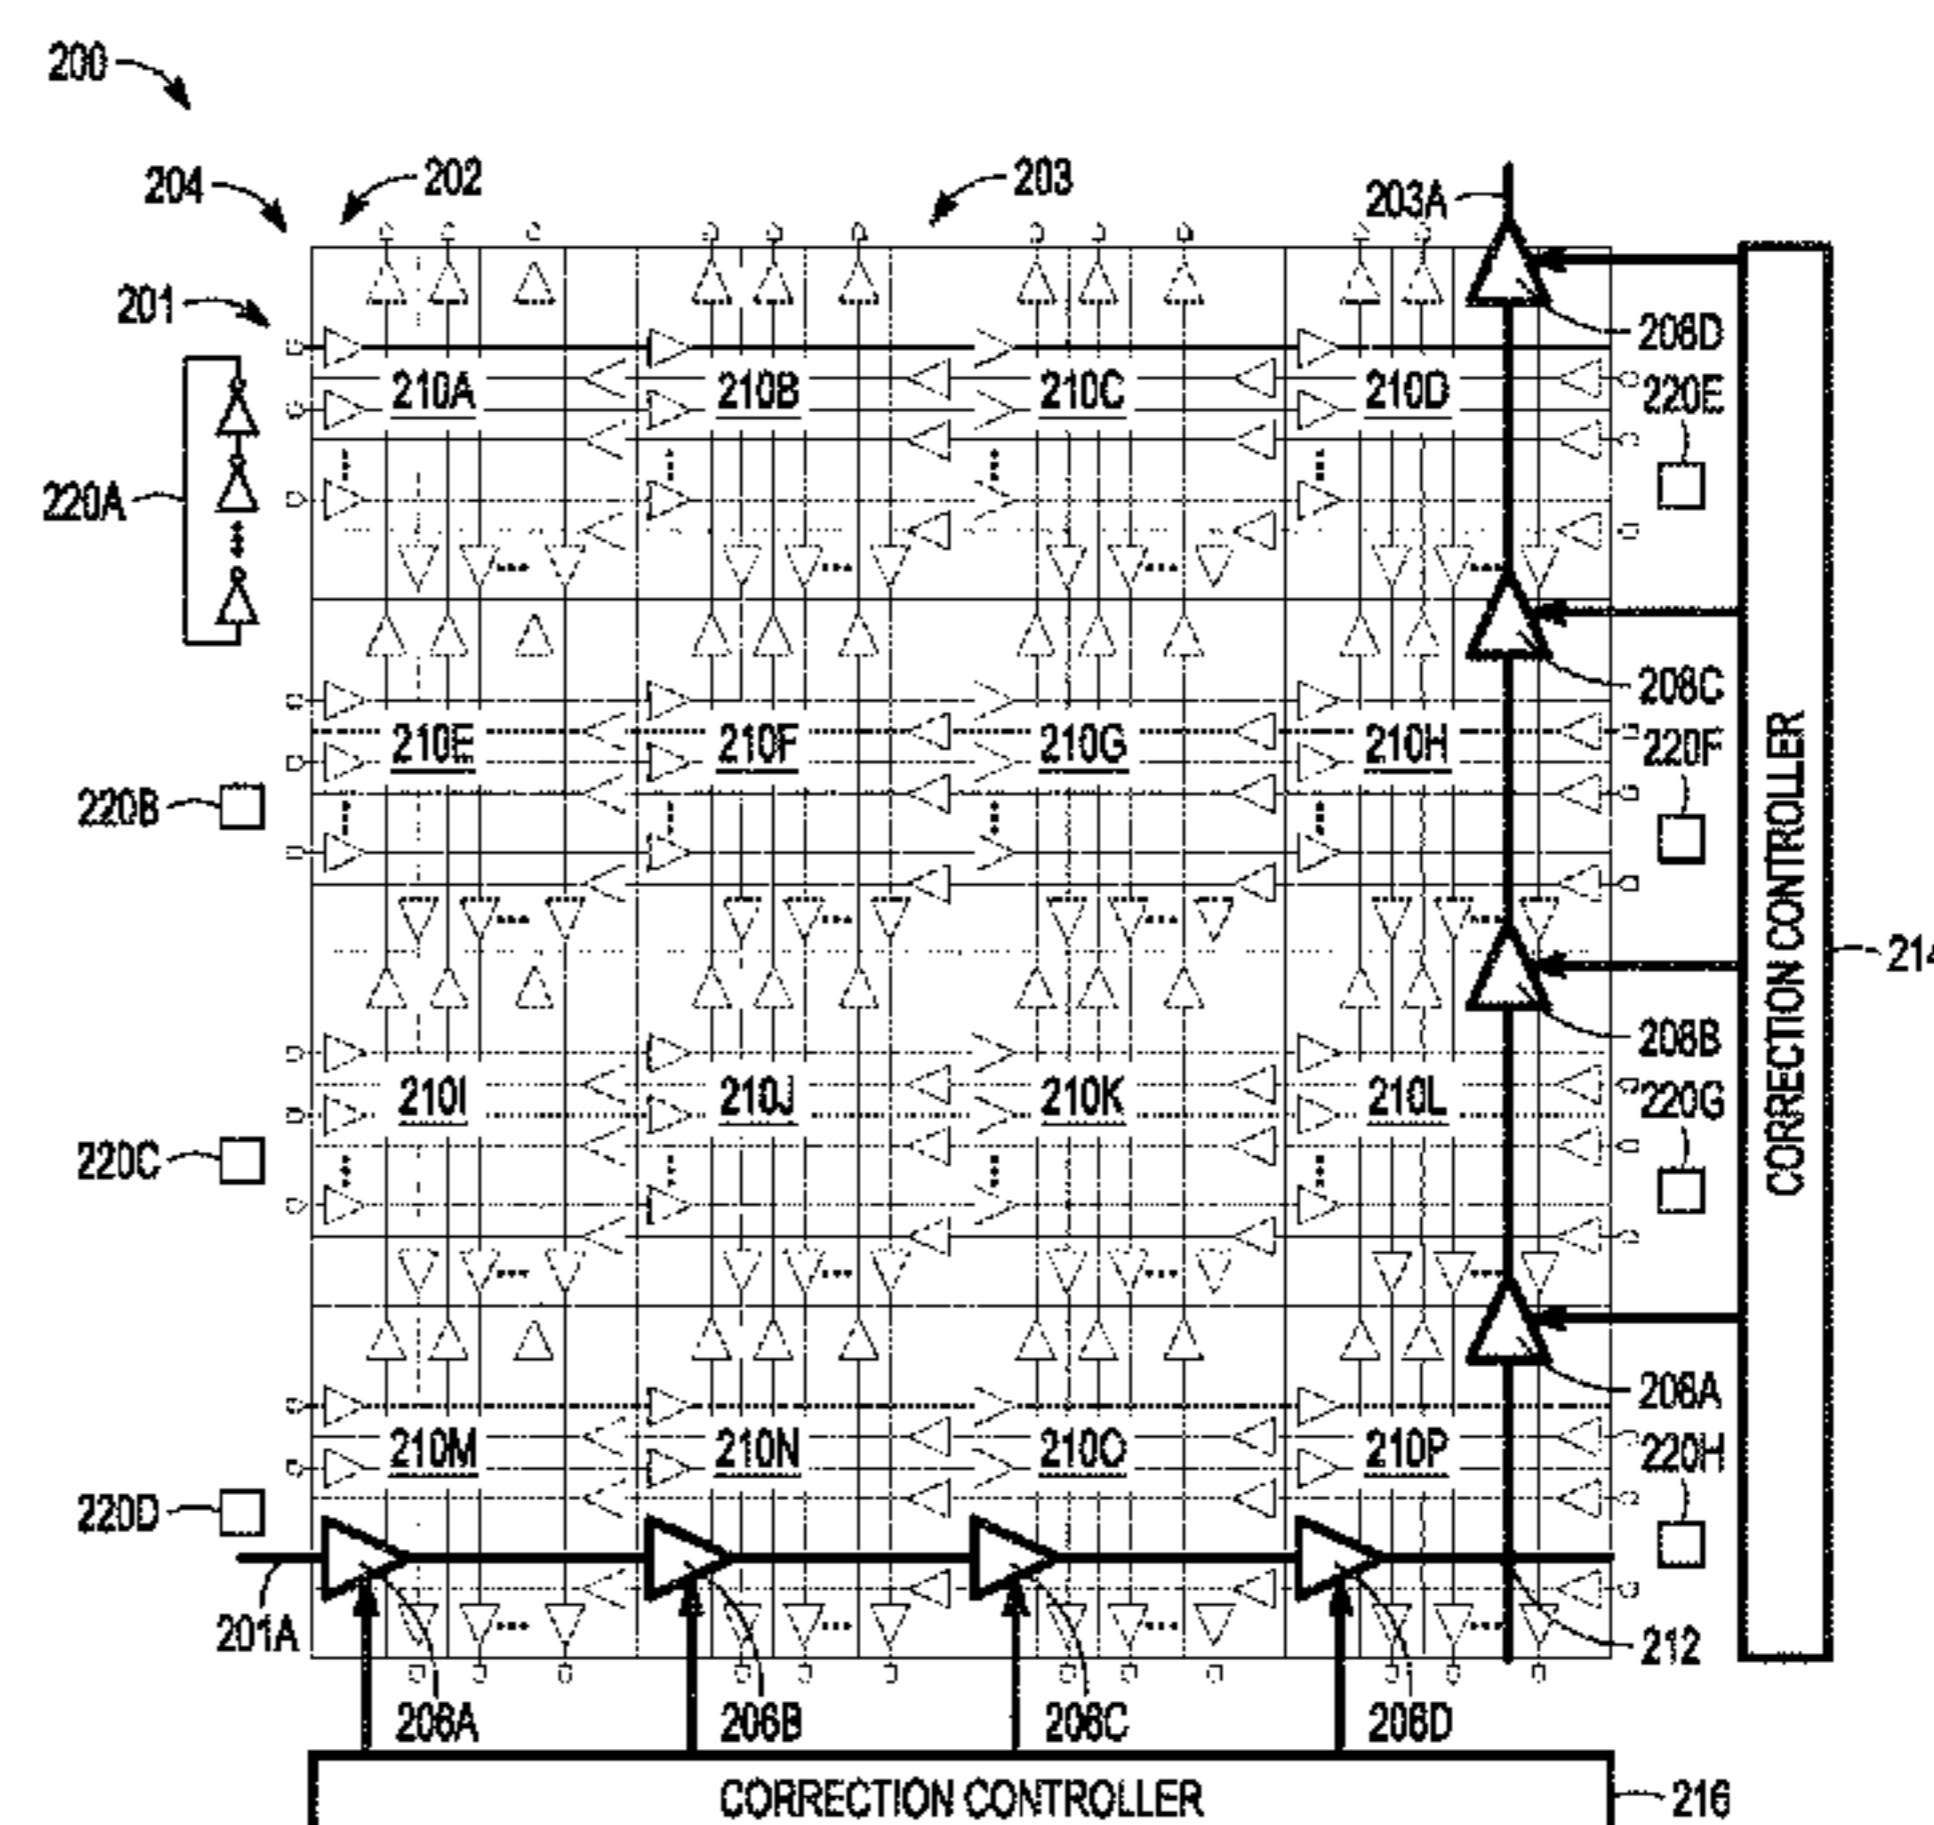 200
204
202
203
203A
201
208D
210A
210B
210C
210D
220E
220A
208C
210E
210F
210G
210H
220F
220B
CORRECTION CONTROLLER
214
208B
210I
210J
210K
210L
220G
220C
208A
210M
210N
210O
210P
220H
220D
201A
212
206A
206B
206C
206D
CORRECTION CONTROLLER
216